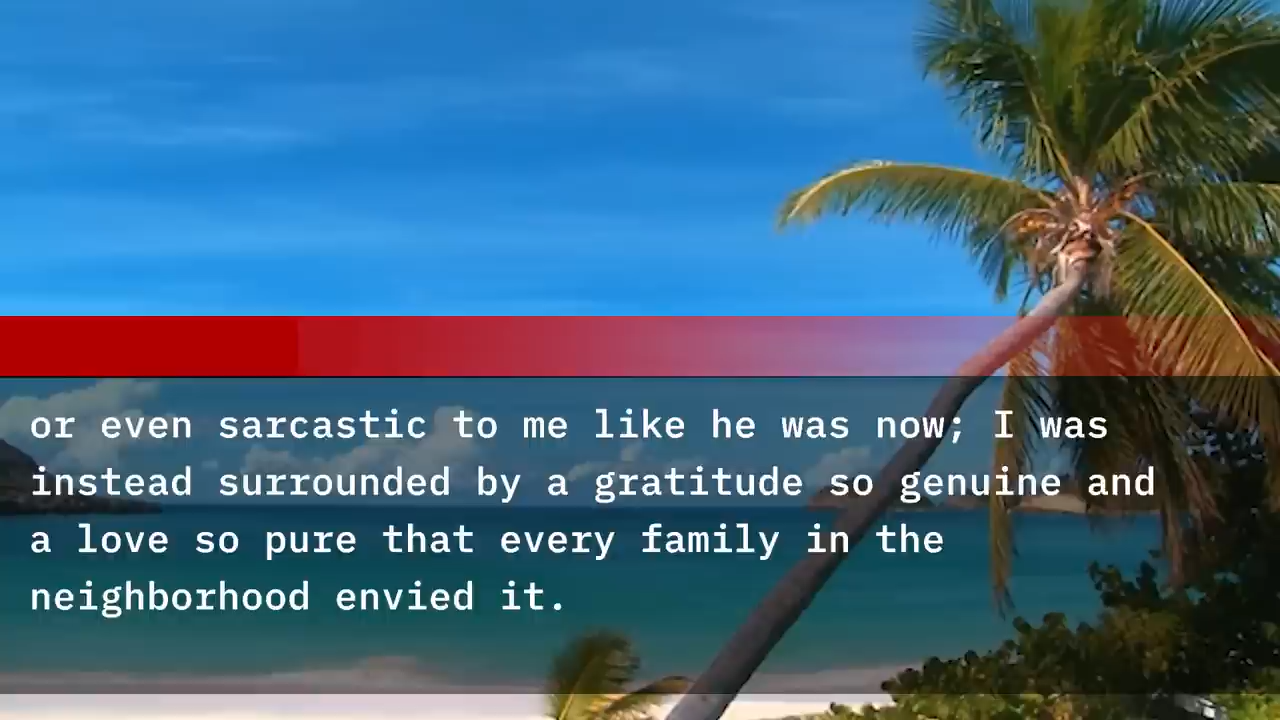 or even sarcastic to me like he was now; I was
instead surrounded by a gratitude so genuine and
a love so pure that every family in the
neighborhood envied it.